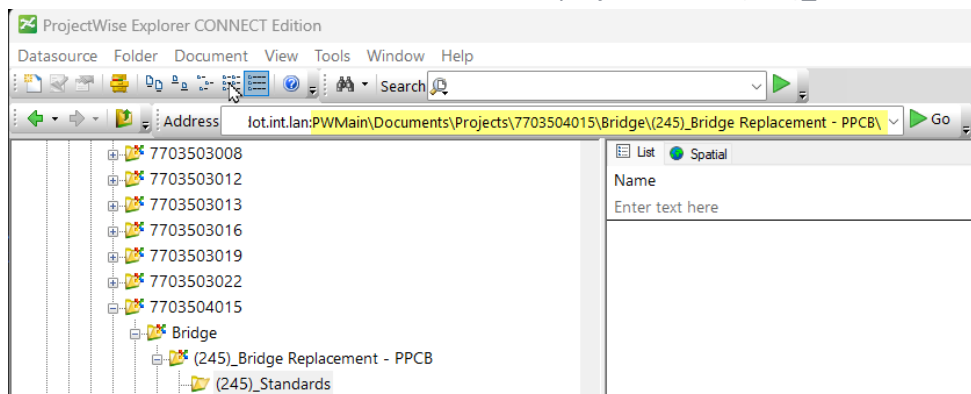 ProjectWise Explorer CONNECT Edition
Datasource Folder Document View Tools Window Help
Search
Address dot.int.lan:PWMain\Documents\Projects\7703504015\Bridge\(245)_Bridge Replacement - PPCB\ Go
7703503008
7703503012
7703503013
7703503016
7703503019
7703503022
7703504015
Bridge
(245)_Bridge Replacement - PPCB
(245)_Standards
List Spatial
Name
Enter text here